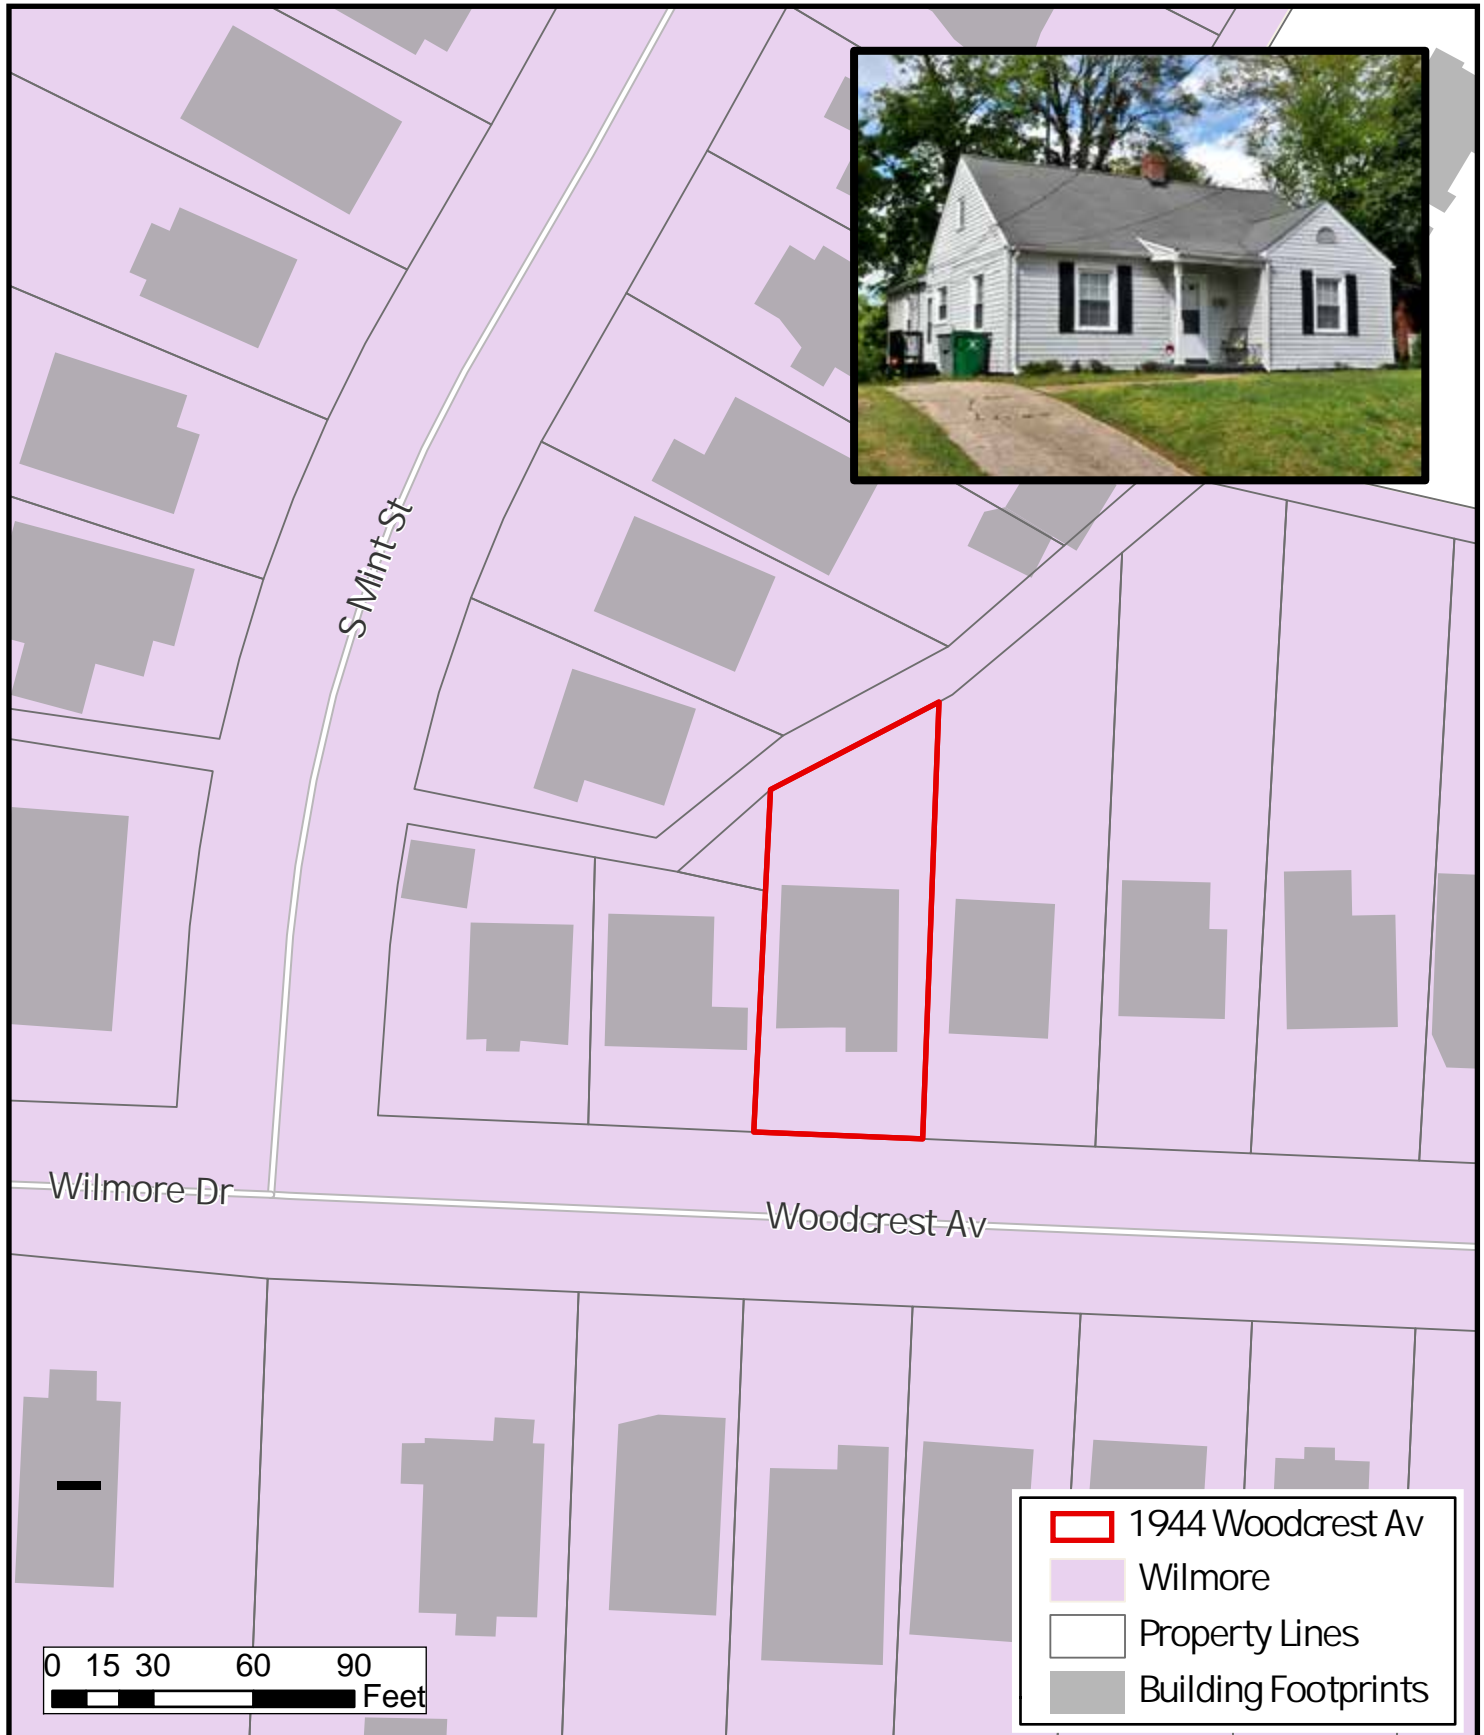 S Mint St
Wilmore Dr
Woodcrest Av
1944 Woodcrest Av
Wilmore
Property Lines
Building Footprints
0 15 30 60 90
Feet